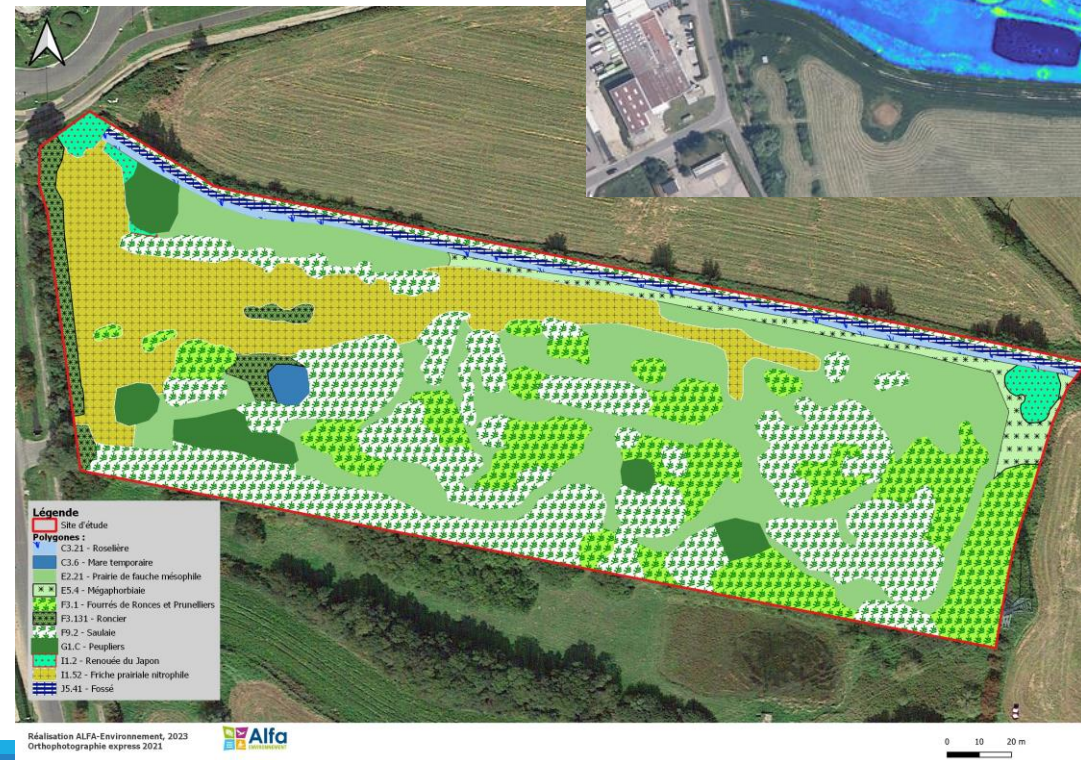 Légende
Site d'étude
Polygones :
C3.21 - Roselière
C3.6 - Mare temporaire
E2.21 - Prairie de fauche mésophile
E5.4 - Mégaphorbiaie
F3.1 - Fourrés de Ronces et Prunelliers
F3.131 - Roncier
F9.2 - Saulaie
G1.C - Peupliers
I1.2 - Renouée du Japon
I1.52 - Friche prairiale nitrophile
J5.41 - Fossé
Réalisation ALFA-Environnement, 2023
Orthophotographie express 2021
Alfa
ENVIRONNEMENT
0 10 20 m